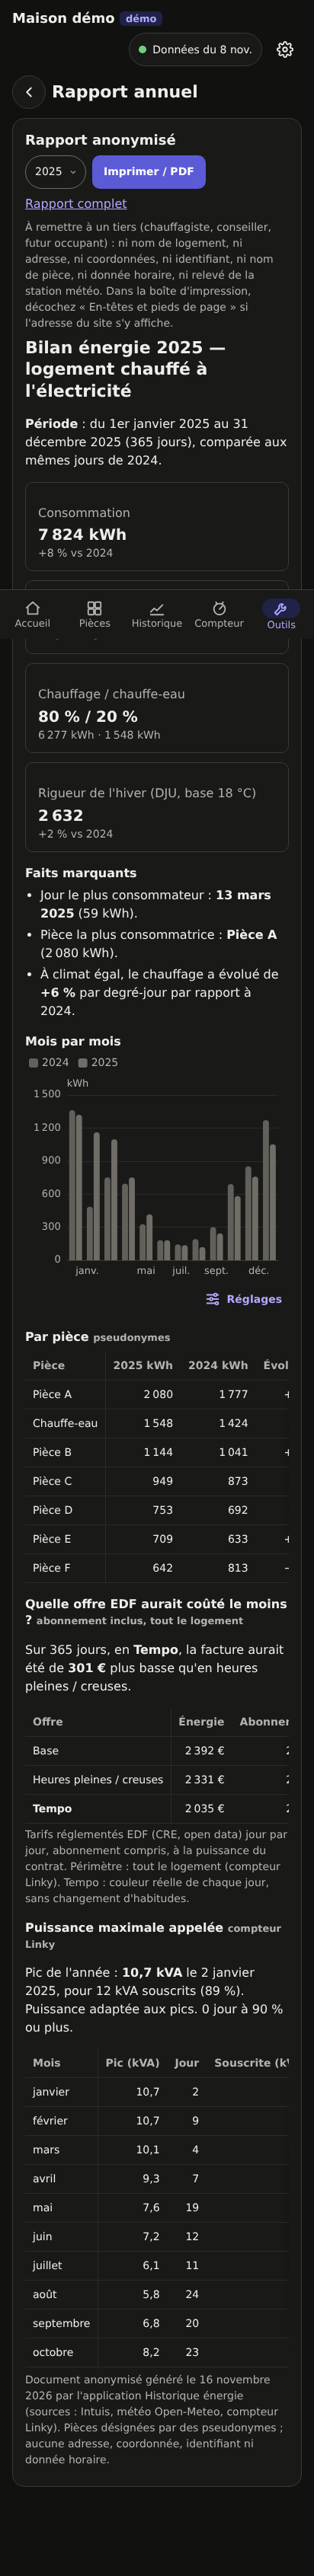 Maison démo démo
Données du 8 nov.
Rapport annuel
Rapport anonymisé
2025
Imprimer / PDF
Rapport complet
À remettre à un tiers (chauffagiste, conseiller,
futur occupant) : ni nom de logement, ni
adresse, ni coordonnées, ni identifiant, ni nom
de pièce, ni donnée horaire, ni relevé de la
station météo. Dans la boîte d'impression,
décochez « En-têtes et pieds de page » si
l'adresse du site s'y affiche.
Bilan énergie 2025 —
logement chauffé à
l'électricité
Période : du 1er janvier 2025 au 31
décembre 2025 (365 jours), comparée aux
mêmes jours de 2024.
Consommation
7 824 kWh
+8 % vs 2024
Accueil
Pièces
Historique
Compteur
Outils
Chauffage / chauffe-eau
80 % / 20 %
6 277 kWh · 1 548 kWh
Rigueur de l'hiver (DJU, base 18 °C)
2 632
+2 % vs 2024
Faits marquants
• Jour le plus consommateur : 13 mars
2025 (59 kWh).
• Pièce la plus consommatrice : Pièce A
(2 080 kWh).
• À climat égal, le chauffage a évolué de
+6 % par degré-jour par rapport à
2024.
Mois par mois
2024 2025
kWh
1 500
1 200
900
600
300
0
janv. mai juil. sept. déc.
Réglages
Par pièce pseudonymes
Pièce 2025 kWh 2024 kWh Évol
Pièce A 2 080 1 777 +
Chauffe-eau 1 548 1 424
Pièce B 1 144 1 041 +
Pièce C 949 873
Pièce D 753 692
Pièce E 709 633 +
Pièce F 642 813 −
Quelle offre EDF aurait coûté le moins
? abonnement inclus, tout le logement
Sur 365 jours, en Tempo, la facture aurait
été de 301 € plus basse qu'en heures
pleines / creuses.
Offre Énergie Abonner
Base 2 392 € 2
Heures pleines / creuses 2 331 € 2
Tempo 2 035 € 2
Tarifs réglementés EDF (CRE, open data) jour par
jour, abonnement compris, à la puissance du
contrat. Périmètre : tout le logement (compteur
Linky). Tempo : couleur réelle de chaque jour,
sans changement d'habitudes.
Puissance maximale appelée compteur
Linky
Pic de l'année : 10,7 kVA le 2 janvier
2025, pour 12 kVA souscrits (89 %).
Puissance adaptée aux pics. 0 jour à 90 %
ou plus.
Mois Pic (kVA) Jour Souscrite (kV
janvier 10,7 2
février 10,7 9
mars 10,1 4
avril 9,3 7
mai 7,6 19
juin 7,2 12
juillet 6,1 11
août 5,8 24
septembre 6,8 20
octobre 8,2 23
Document anonymisé généré le 16 novembre
2026 par l'application Historique énergie
(sources : Intuis, météo Open-Meteo, compteur
Linky). Pièces désignées par des pseudonymes ;
aucune adresse, coordonnée, identifiant ni
donnée horaire.